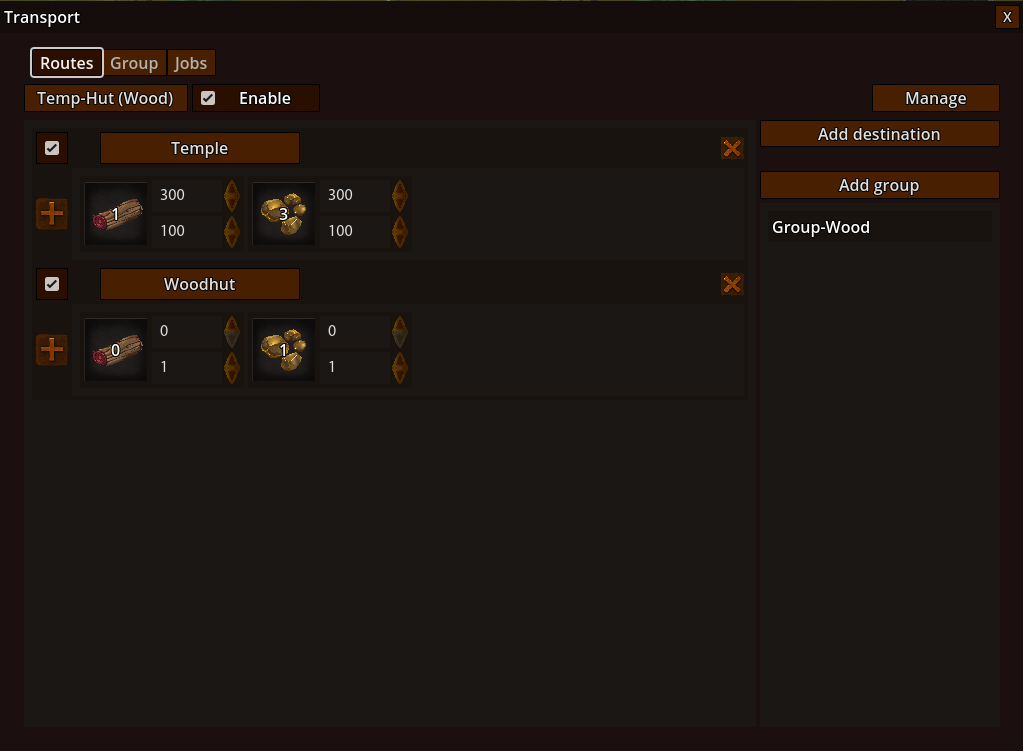 Transport
X
Routes Group Jobs
Temp-Hut (Wood) Enable Manage
Add destination
Temple
Add group
1 300 3 300
100 100
Group-Wood
Woodhut
0 0 1 0
1 1